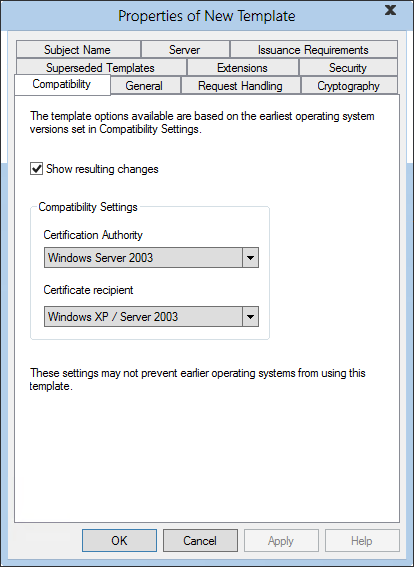 Properties of New Template
Subject Name
Server
Issuance Requirements
Superseded Templates
Extensions
Security
Compatibility
General
Request Handling
Cryptography
The template options available are based on the earliest operating system
versions set in Compatibility Settings.
Show resulting changes
Compatibility Settings
Certification Authority
Windows Server 2003
Certificate recipient
Windows XP / Server 2003
These settings may not prevent earlier operating systems from using this
template.
OK
Cancel
Apply
Help